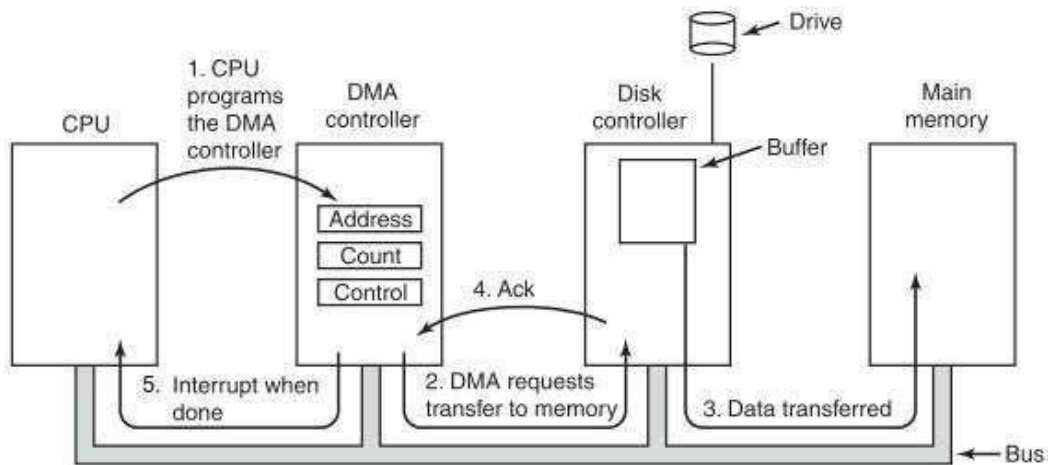 Drive
1. CPU
programs
the DMA
controller
CPU
DMA
controller
Disk
controller
Main
memory
Buffer
Address
Count
Control
4. Ack
5. Interrupt when
done
2. DMA requests
transfer to memory
3. Data transferred
Bus